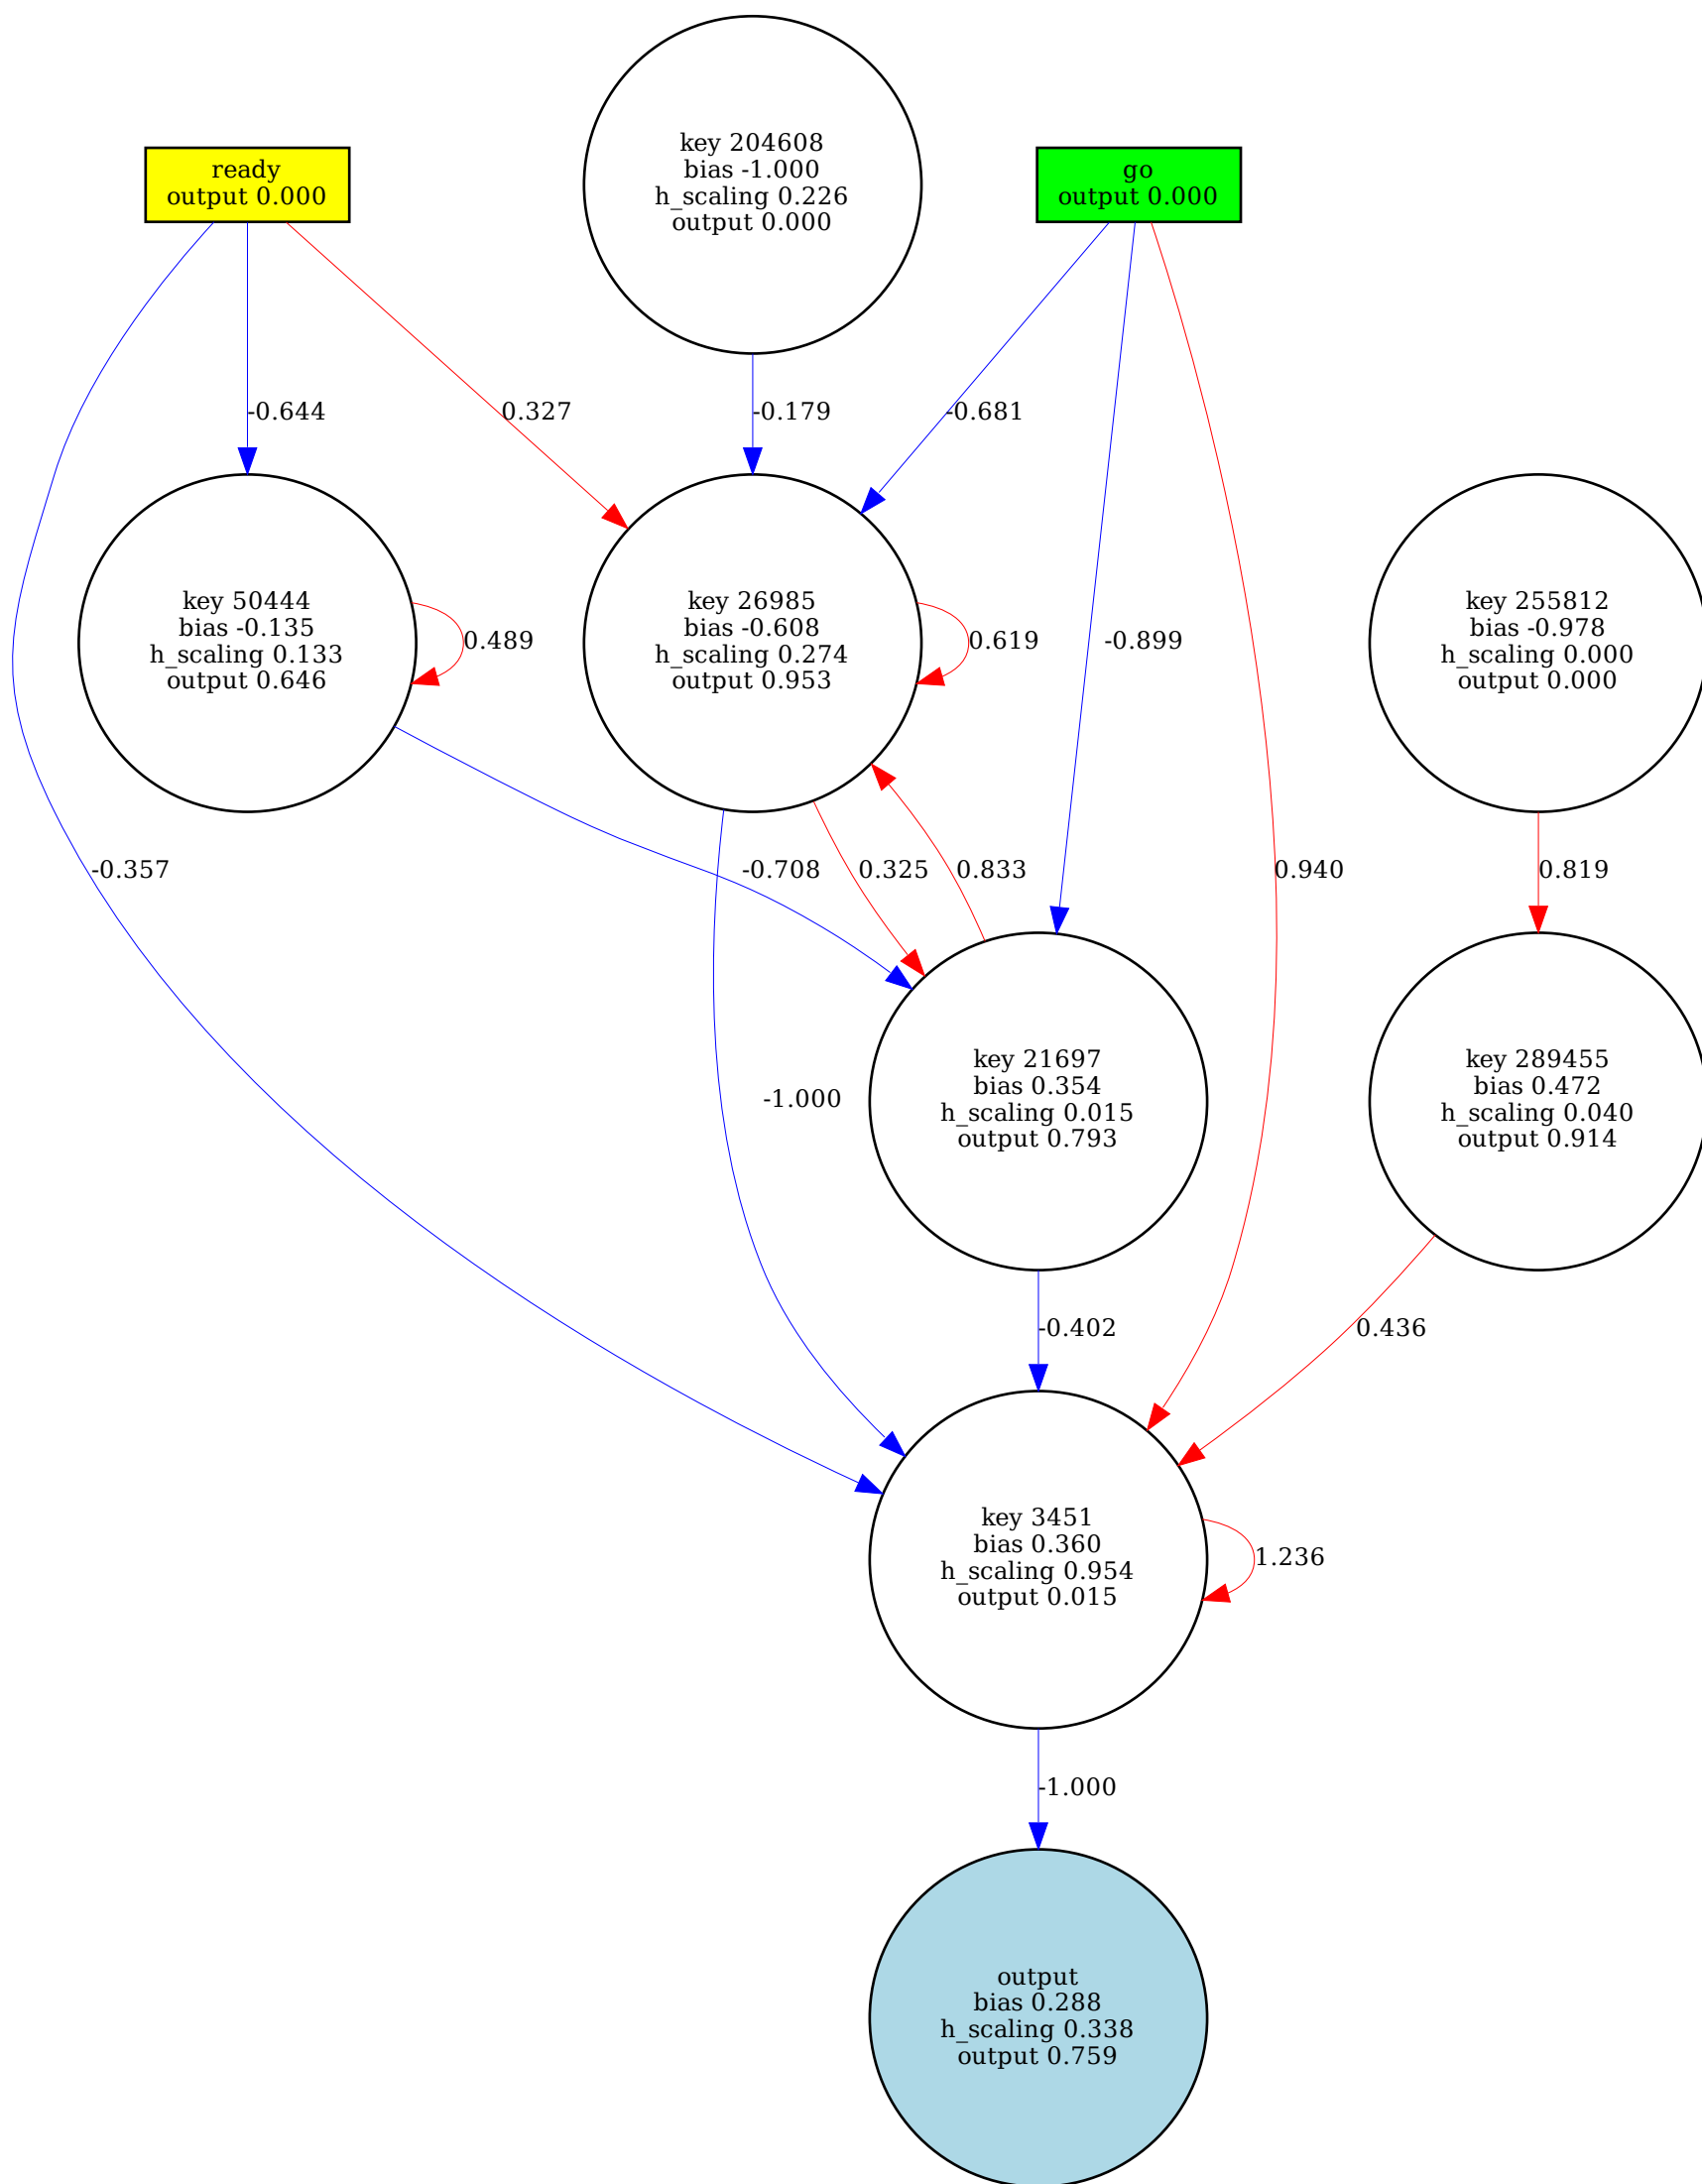 key 204608
bias -1.000
h_scaling 0.226
output 0.000
ready
output 0.000
go
output 0.000
-0.644
0.327
-0.179
-0.681
key 50444
bias -0.135
h_scaling 0.133
output 0.646
0.489
key 26985
bias -0.608
h_scaling 0.274
output 0.953
0.619
-0.899
key 255812
bias -0.978
h_scaling 0.000
output 0.000
-0.357
-0.708
0.325
0.833
0.940
0.819
-1.000
key 21697
bias 0.354
h_scaling 0.015
output 0.793
key 289455
bias 0.472
h_scaling 0.040
output 0.914
-0.402
0.436
key 3451
bias 0.360
h_scaling 0.954
output 0.015
1.236
-1.000
output
bias 0.288
h_scaling 0.338
output 0.759